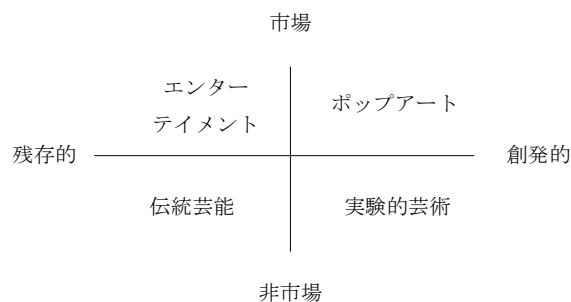 市場
エンター
テイメント
ポップアート
残存的
創発的
伝統芸能
実験的芸術
非市場